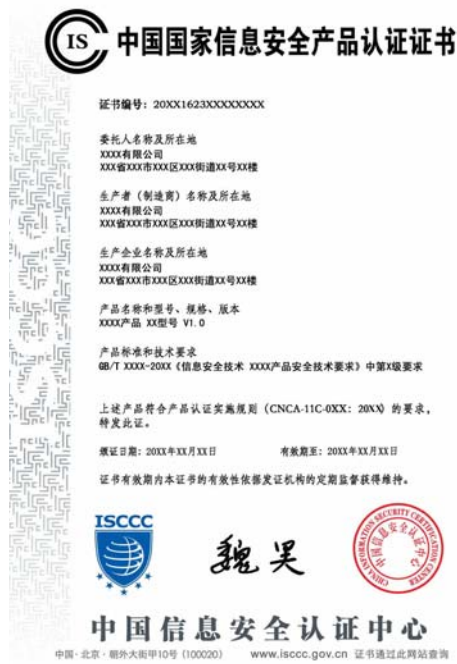 IS
中国国家信息安全产品认证证书
证书编号：20XX1623XXXXXXXX
委托人名称及所在地
XXXX有限公司
XXX省XXX市XXX区XXX街道XX号XX楼
生产者（制造商）名称及所在地
XXXX有限公司
XXX省XXX市XXX区XXX街道XX号XX楼
生产企业名称及所在地
XXXX有限公司
XXX省XXX市XXX区XXX街道XX号XX楼
产品名称和型号、规格、版本
XXXX产品 XX型号 V1.0
产品标准和技术要求
GB/T XXXX-20XX《信息安全技术 XXXX产品安全技术要求》中第X级要求
上述产品符合产品认证实施规则（CNCA-11C-0XX：20XX）的要求，
特发此证。
颁证日期：20XX年XX月XX日 有效期至：20XX年XX月XX日
证书有效期内本证书的有效性依据发证机构的定期监督获得维持。
ISCCC
魏昊
CHINA INFORMATION SECURITY CERTIFICATION CENTER
中国信息安全认证中心
中国信息安全认证中心
中国·北京·朝外大街甲10号（100020） www.isccc.gov.cn 证书通过此网站查询